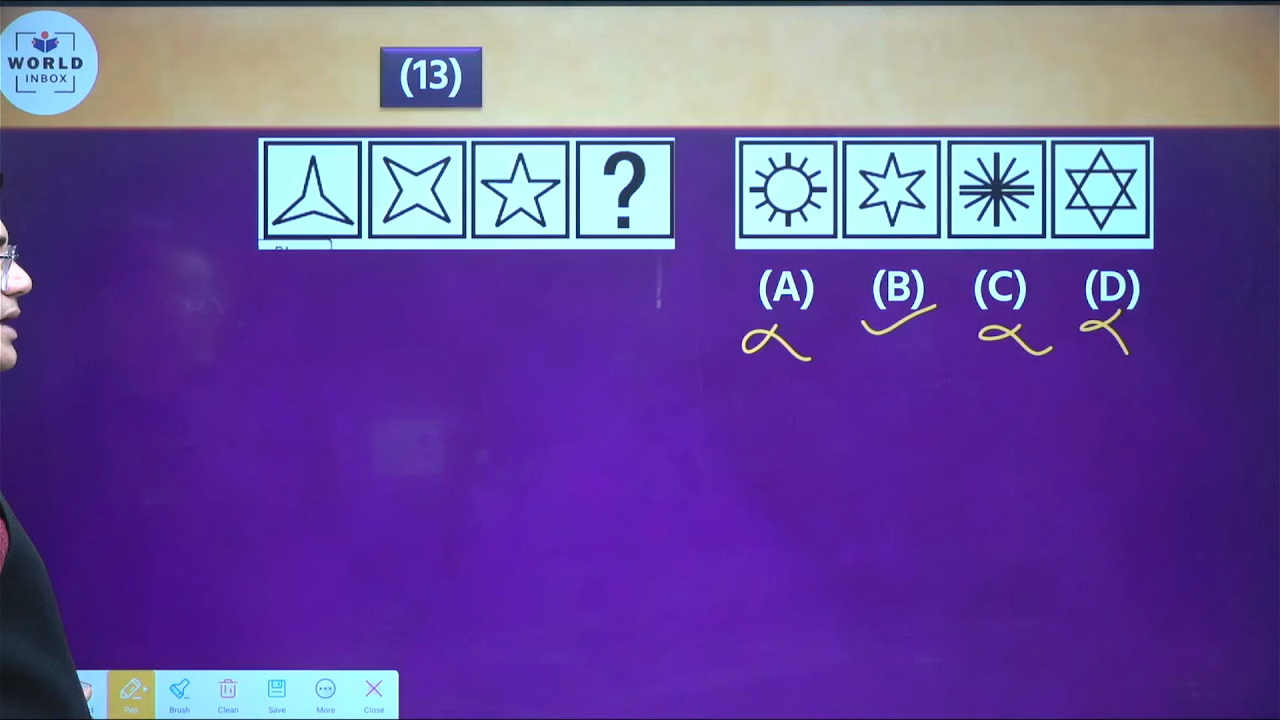 WORLD
INBOX
(13)
?
(A) (B) (C) (D)
Pen Brush Clean Save More Close